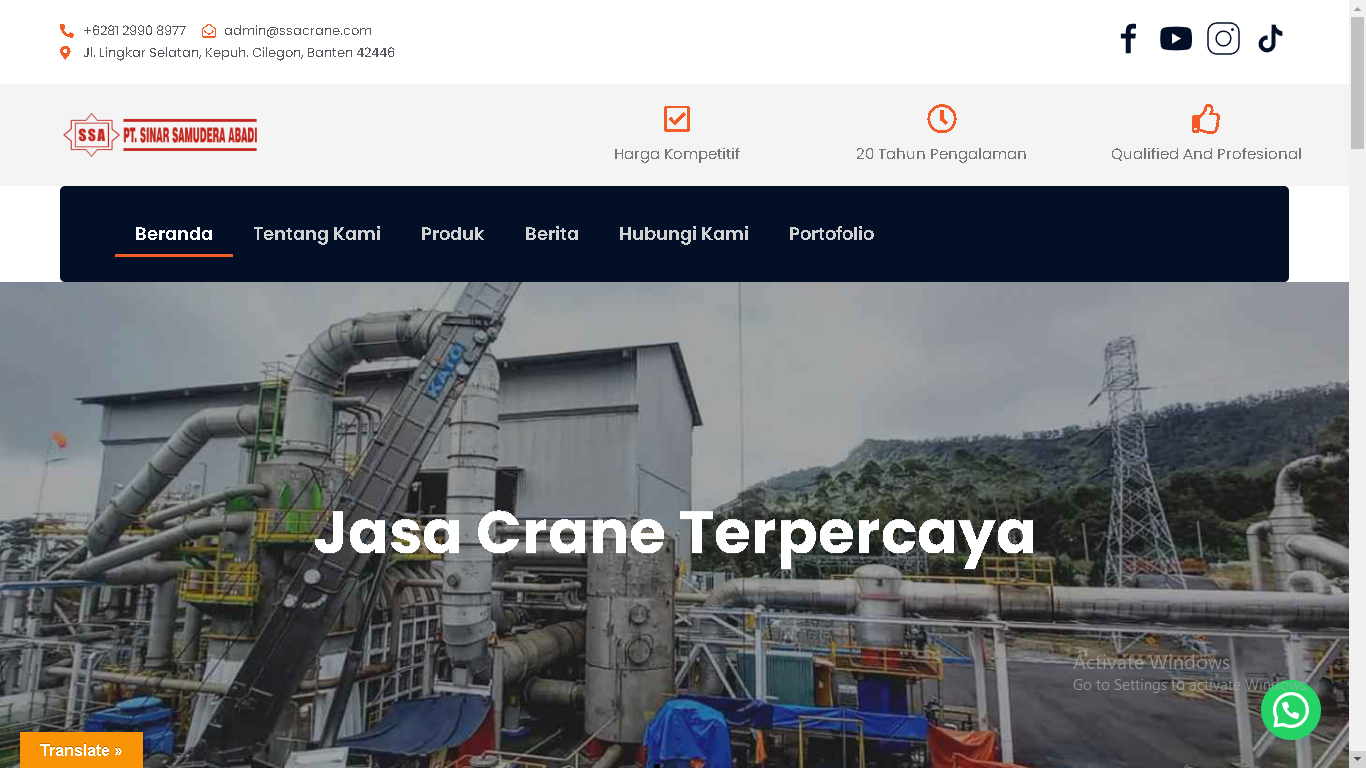 +6281 2990 8977 admin@ssacrane.com
Jl. Lingkar Selatan, Kepuh. Cilegon, Banten 42446
SSA PT. SINAR SAMUDERA ABADI
Harga Kompetitif 20 Tahun Pengalaman Qualified And Profesional
Beranda Tentang Kami Produk Berita Hubungi Kami Portofolio
KATO
Jasa Crane Terpercaya
Activate Windows
Go to Settings to activate Windows.
Translate »